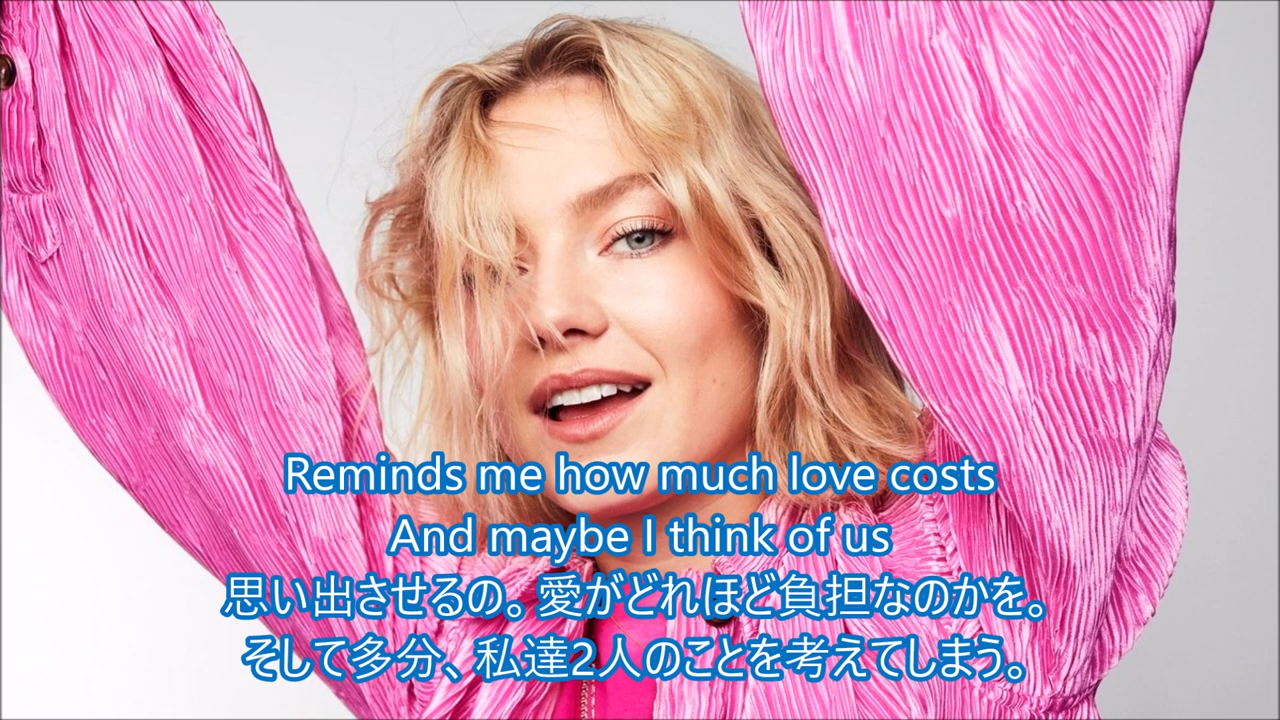 Reminds me how much love costs
And maybe I think of us
思い出させるの。愛がどれほど負担なのかを。
そして多分、私達2人のことを考えてしまう。